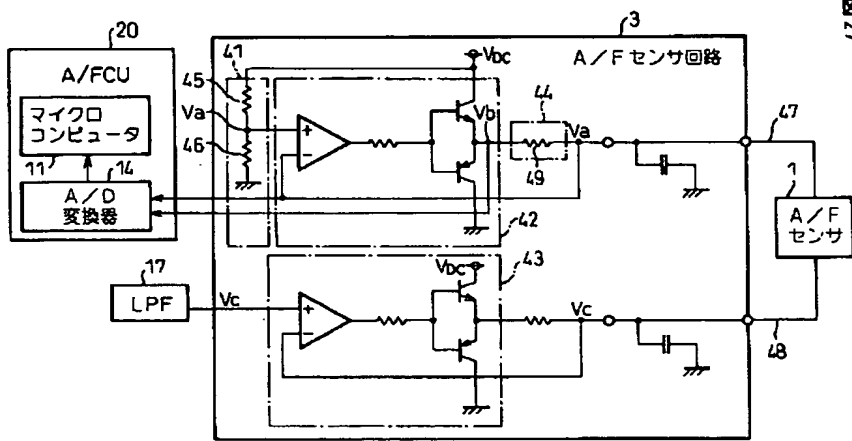 20
A/FCU
マイクロ
コンピュータ
11
14
A/D
変換器
17
LPF
3
A/Fセンサ回路
41
45
Va
46
VDC
Vb
44
Va
49
42
47
1
A/F
センサ
48
43
VDC
Vc
Vc